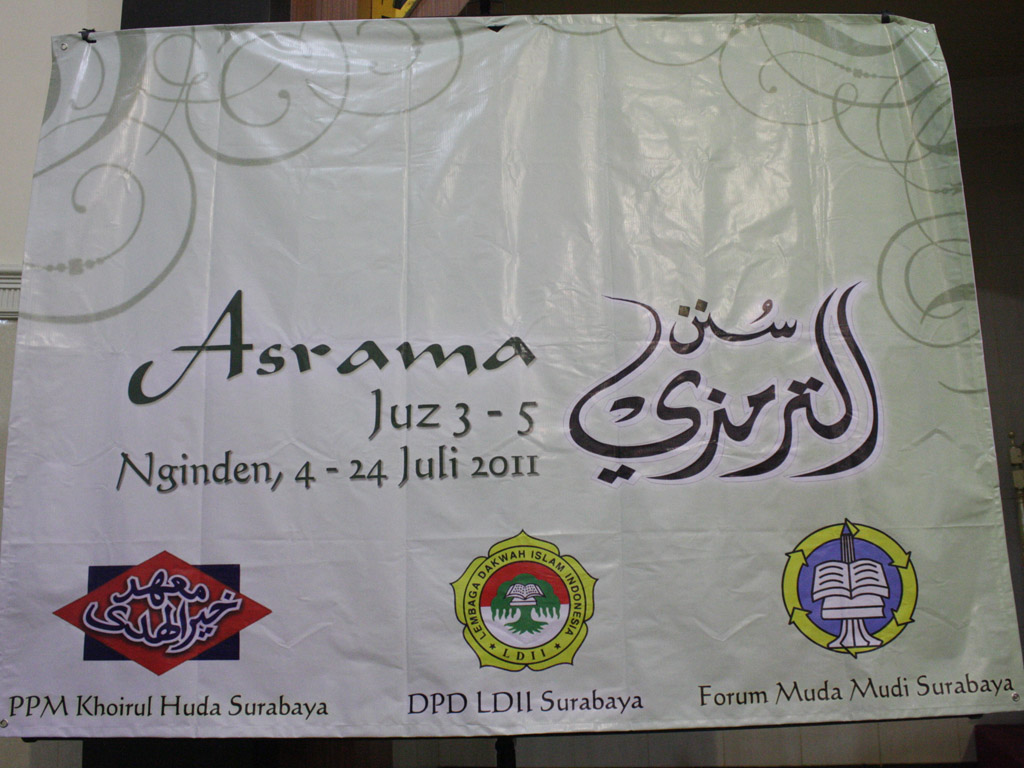 Asrama
Juz 3 - 5
Nginden, 4 - 24 Juli 2011
سُنن
الترمذي
معهد
خير الهدى
PPM Khoirul Huda Surabaya
LEMBAGA DAKWAH ISLAM INDONESIA
★ LDII ★
DPD LDII Surabaya
Forum Muda Mudi Surabaya